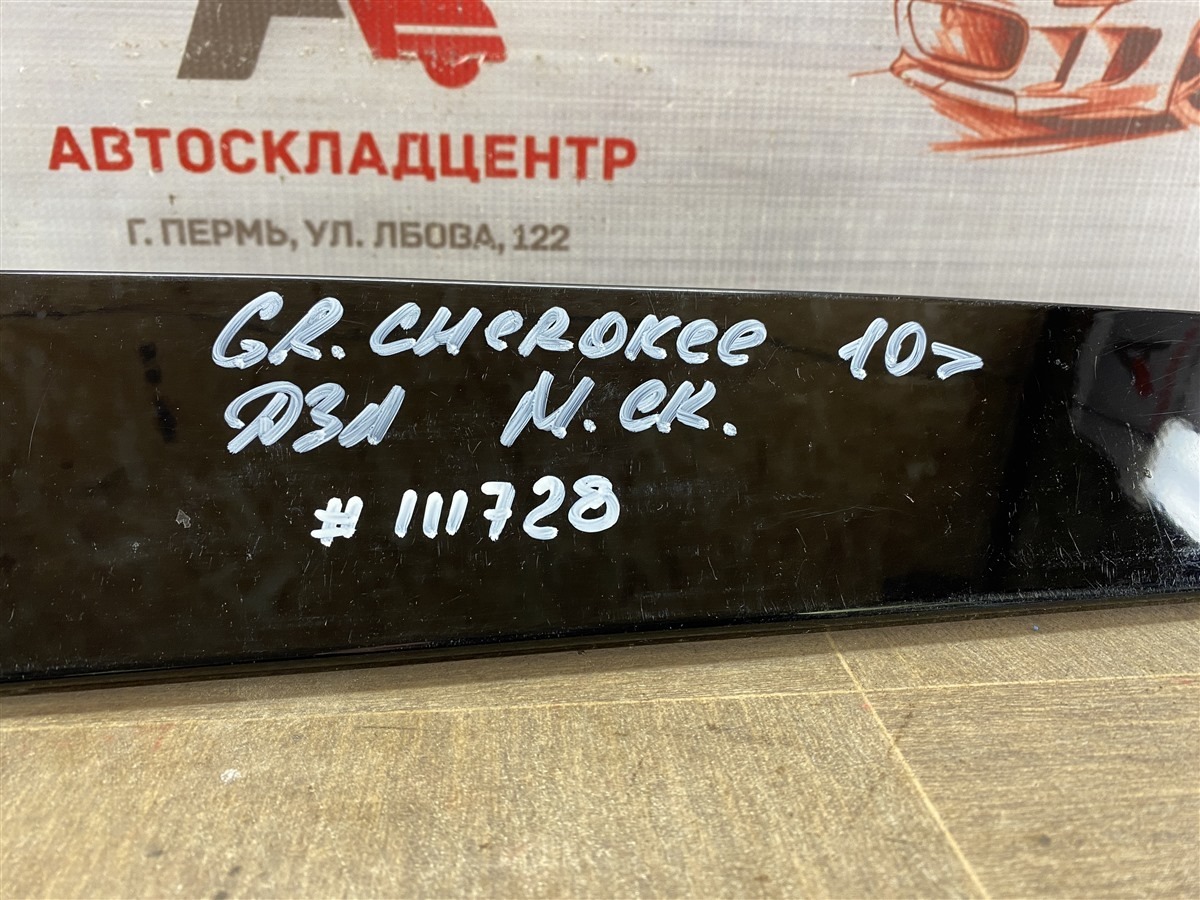 АВТОСКЛАДЦЕНТР
Г. ПЕРМЬ, УЛ. ЛБОВА, 122
GR. CHEROKEE 10>
ДЗЛ М.СК.
# 111728